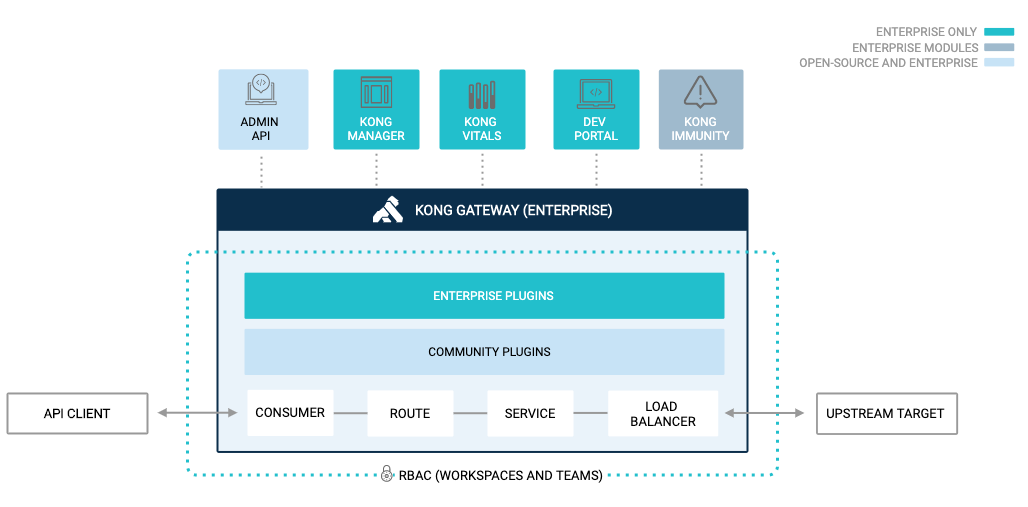 ENTERPRISE ONLY
ENTERPRISE MODULES
OPEN-SOURCE AND ENTERPRISE
ADMIN
API
KONG
MANAGER
KONG
VITALS
DEV
PORTAL
KONG
IMMUNITY
KONG GATEWAY (ENTERPRISE)
ENTERPRISE PLUGINS
COMMUNITY PLUGINS
API CLIENT
CONSUMER
ROUTE
SERVICE
LOAD
BALANCER
UPSTREAM TARGET
RBAC (WORKSPACES AND TEAMS)